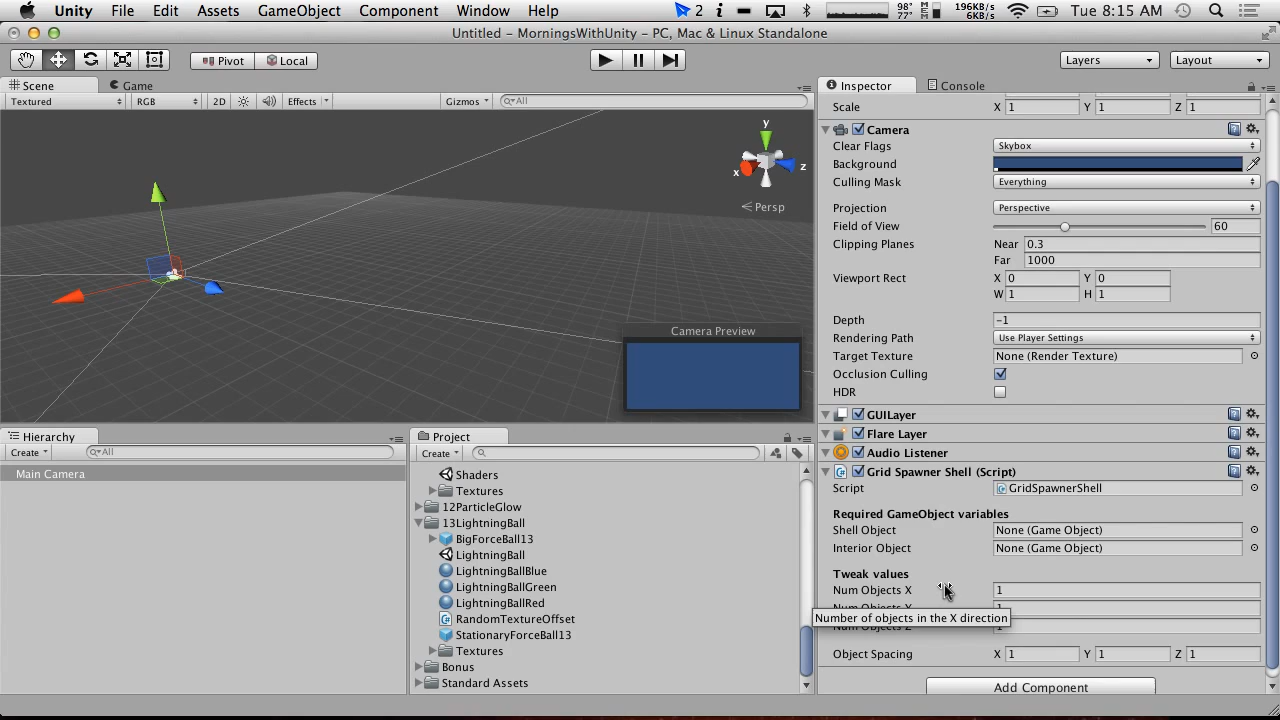 Unity File Edit Assets GameObject Component Window Help 2 98° 77° MEM 196KB/s 6KB/s Tue 8:15 AM
Untitled - MorningsWithUnity - PC, Mac & Linux Standalone
Pivot Local Layers Layout
Scene Game
Textured RGB 2D Effects Gizmos All
y
x z
Persp
Camera Preview
Hierarchy
Create All
Main Camera
Project
Create
Shaders
Textures
12ParticleGlow
13LightningBall
BigForceBall13
LightningBall
LightningBallBlue
LightningBallGreen
LightningBallRed
RandomTextureOffset
StationaryForceBall13
Textures
Bonus
Standard Assets
Inspector Console
Scale X 1 Y 1 Z 1
Camera
Clear Flags Skybox
Background
Culling Mask Everything
Projection Perspective
Field of View 60
Clipping Planes Near 0.3
Far 1000
Viewport Rect X 0 Y 0
W 1 H 1
Depth -1
Rendering Path Use Player Settings
Target Texture None (Render Texture)
Occlusion Culling
HDR
GUILayer
Flare Layer
Audio Listener
Grid Spawner Shell (Script)
Script GridSpawnerShell
Required GameObject variables
Shell Object None (Game Object)
Interior Object None (Game Object)
Tweak values
Num Objects X 1
Num Objects Y 1
Number of objects in the X direction
Num Objects Z 1
Object Spacing X 1 Y 1 Z 1
Add Component